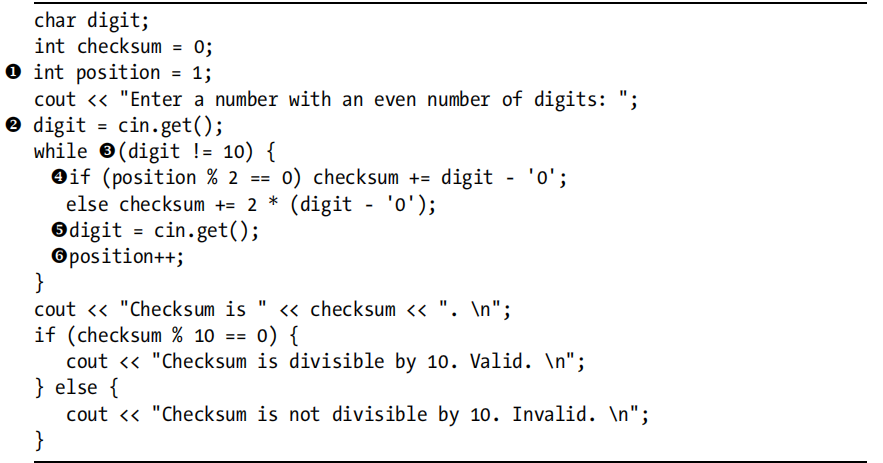 char digit;
int checksum = 0;
❶ int position = 1;
cout << "Enter a number with an even number of digits: ";
❷ digit = cin.get();
while ❸(digit != 10) {
❹if (position % 2 == 0) checksum += digit - '0';
else checksum += 2 * (digit - '0');
❺digit = cin.get();
❻position++;
}
cout << "Checksum is " << checksum << ". \n";
if (checksum % 10 == 0) {
cout << "Checksum is divisible by 10. Valid. \n";
} else {
cout << "Checksum is not divisible by 10. Invalid. \n";
}